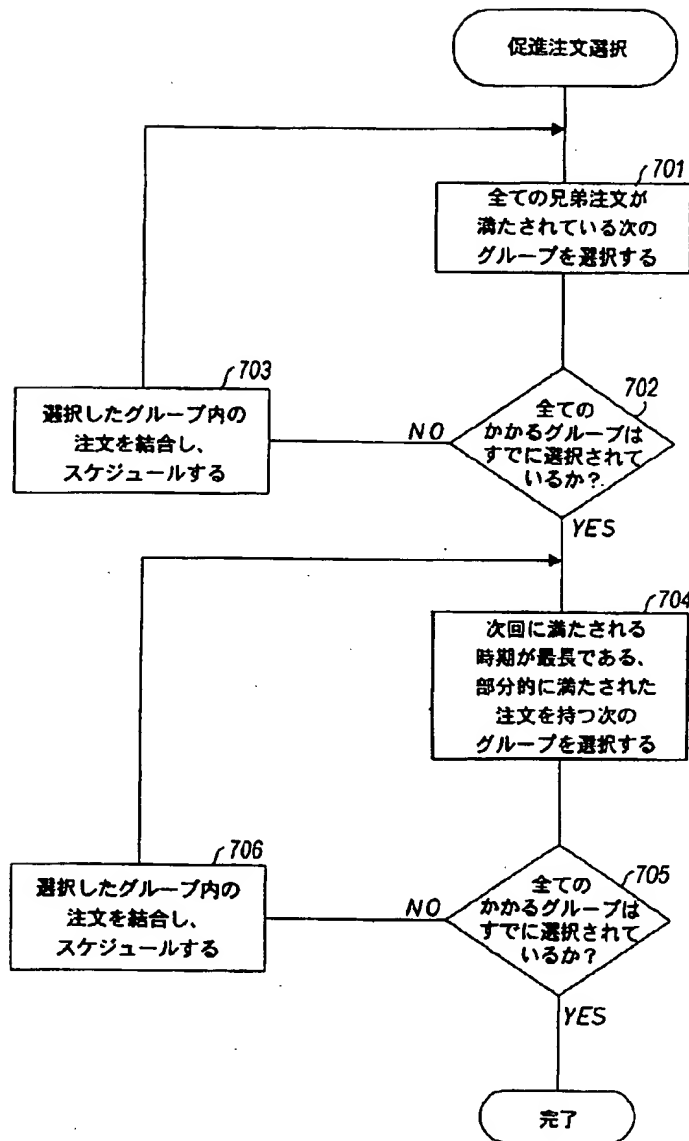 促進注文選択
701
全ての兄弟注文が
満たされている次の
グループを選択する
703
選択したグループ内の
注文を結合し、
スケジュールする
702
全ての
かかるグループは
すでに選択されて
いるか?
NO
YES
704
次回に満たされる
時期が最長である、
部分的に満たされた
注文を持つ次の
グループを選択する
706
選択したグループ内の
注文を結合し、
スケジュールする
705
全ての
かかるグループは
すでに選択されて
いるか?
NO
YES
完了